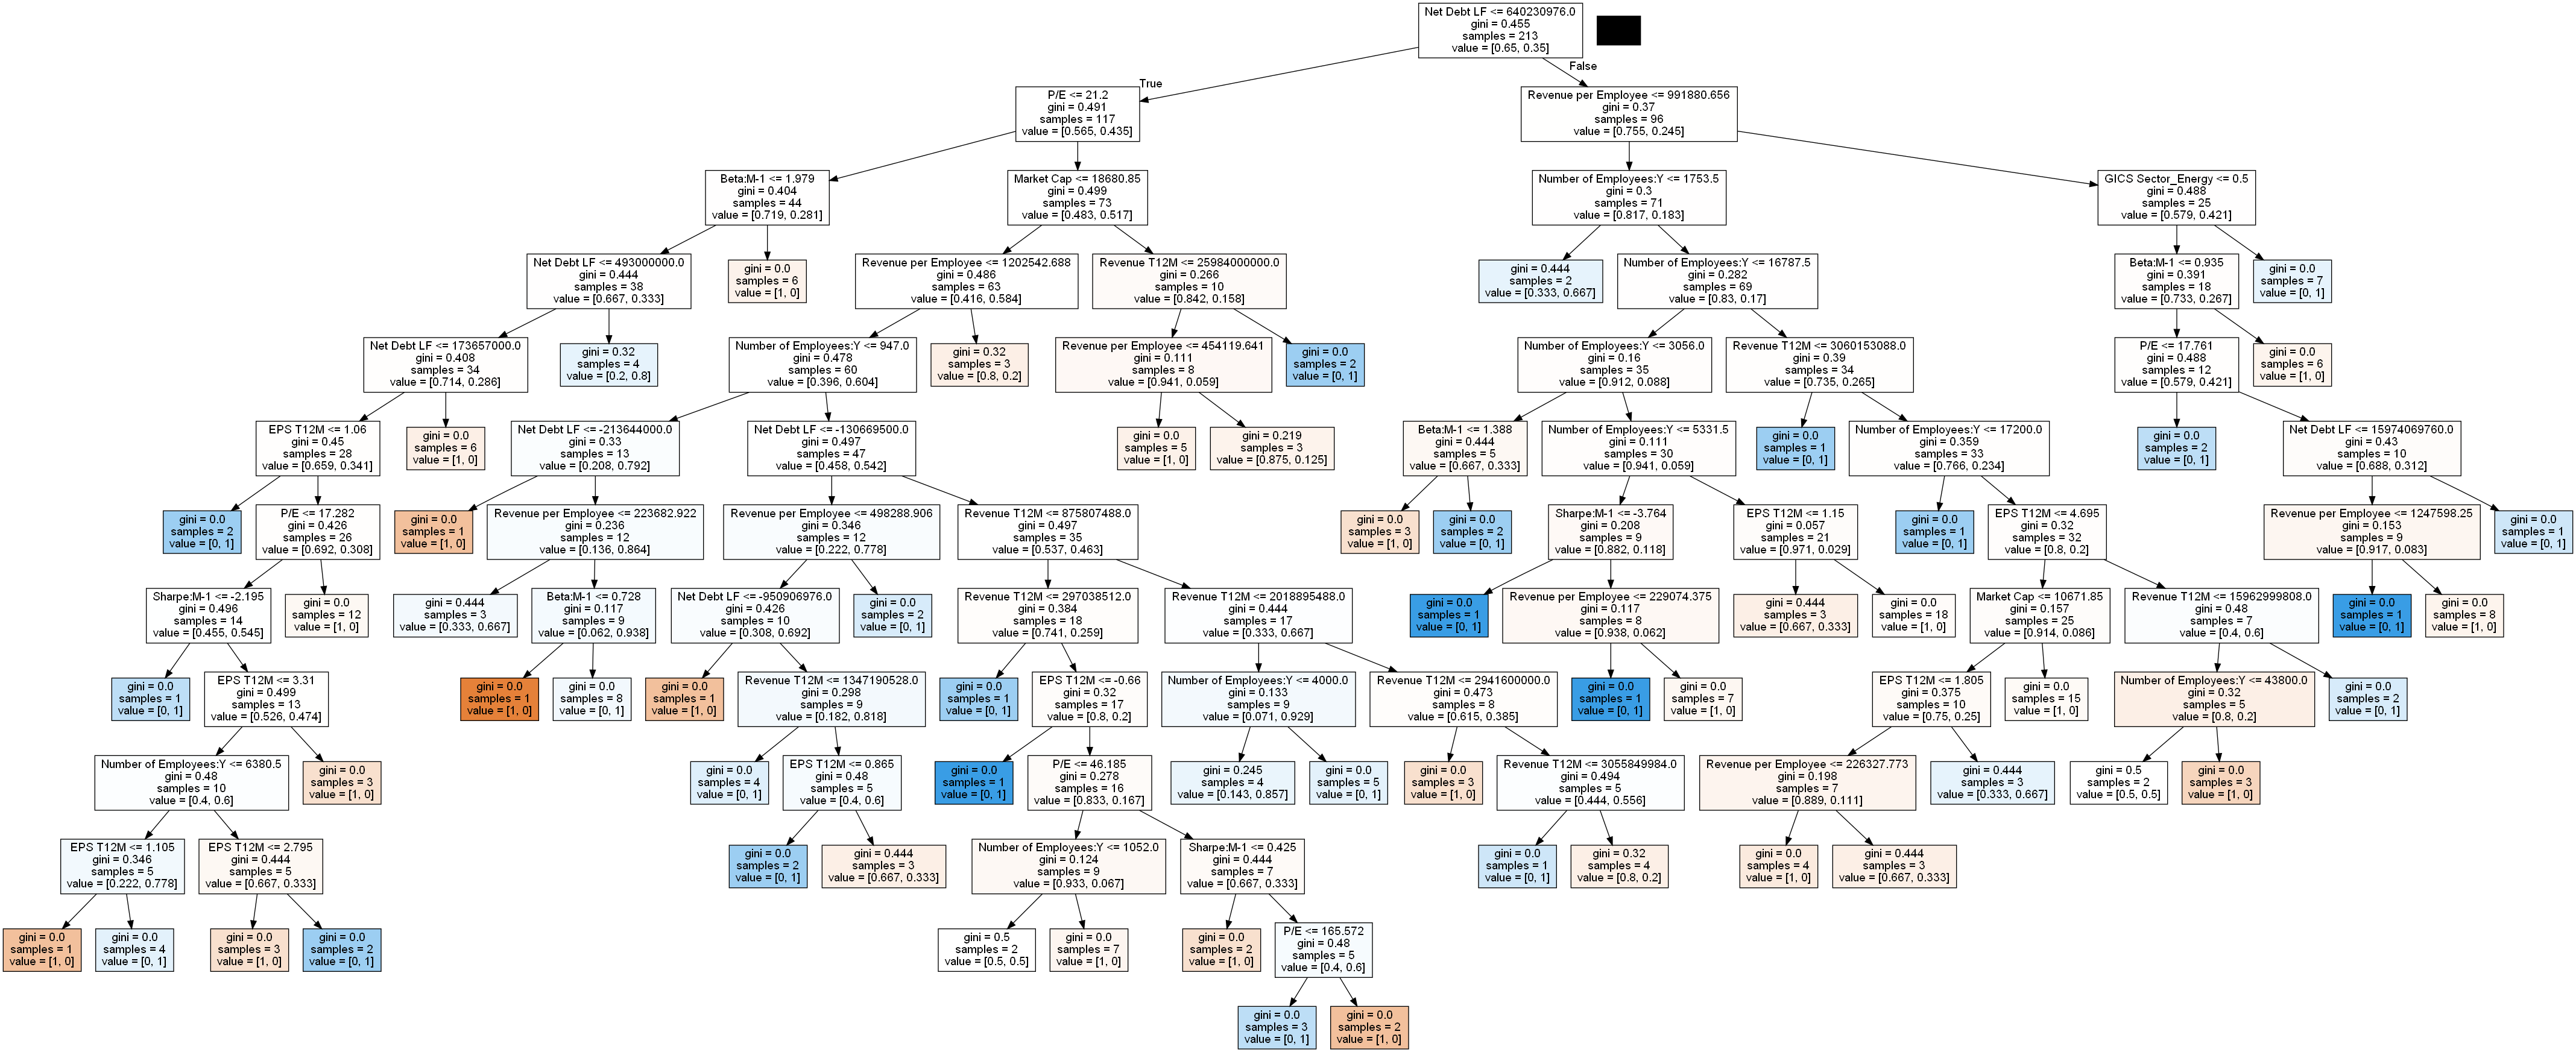 Net Debt LF <= 640230976.0
gini = 0.455
samples = 213
value = [0.65, 0.35]
True
False
P/E <= 21.2
gini = 0.491
samples = 117
value = [0.565, 0.435]
Revenue per Employee <= 991880.656
gini = 0.37
samples = 96
value = [0.755, 0.245]
Beta:M-1 <= 1.979
gini = 0.404
samples = 44
value = [0.719, 0.281]
Market Cap <= 18680.85
gini = 0.499
samples = 73
value = [0.483, 0.517]
Number of Employees:Y <= 1753.5
gini = 0.3
samples = 71
value = [0.817, 0.183]
GICS Sector_Energy <= 0.5
gini = 0.488
samples = 25
value = [0.579, 0.421]
Net Debt LF <= 493000000.0
gini = 0.444
samples = 38
value = [0.667, 0.333]
gini = 0.0
samples = 6
value = [1, 0]
Revenue per Employee <= 1202542.688
gini = 0.486
samples = 63
value = [0.416, 0.584]
Revenue T12M <= 25984000000.0
gini = 0.266
samples = 10
value = [0.842, 0.158]
gini = 0.444
samples = 2
value = [0.333, 0.667]
Number of Employees:Y <= 16787.5
gini = 0.282
samples = 69
value = [0.83, 0.17]
Beta:M-1 <= 0.935
gini = 0.391
samples = 18
value = [0.733, 0.267]
gini = 0.0
samples = 7
value = [0, 1]
Net Debt LF <= 173657000.0
gini = 0.408
samples = 34
value = [0.714, 0.286]
gini = 0.32
samples = 4
value = [0.2, 0.8]
Number of Employees:Y <= 947.0
gini = 0.478
samples = 60
value = [0.396, 0.604]
gini = 0.32
samples = 3
value = [0.8, 0.2]
Revenue per Employee <= 454119.641
gini = 0.111
samples = 8
value = [0.941, 0.059]
gini = 0.0
samples = 2
value = [0, 1]
Number of Employees:Y <= 3056.0
gini = 0.16
samples = 35
value = [0.912, 0.088]
Revenue T12M <= 3060153088.0
gini = 0.39
samples = 34
value = [0.735, 0.265]
P/E <= 17.761
gini = 0.488
samples = 12
value = [0.579, 0.421]
gini = 0.0
samples = 6
value = [1, 0]
EPS T12M <= 1.06
gini = 0.45
samples = 28
value = [0.659, 0.341]
gini = 0.0
samples = 6
value = [1, 0]
Net Debt LF <= -213644000.0
gini = 0.33
samples = 13
value = [0.208, 0.792]
Net Debt LF <= -130669500.0
gini = 0.497
samples = 47
value = [0.458, 0.542]
gini = 0.0
samples = 5
value = [1, 0]
gini = 0.219
samples = 3
value = [0.875, 0.125]
Beta:M-1 <= 1.388
gini = 0.444
samples = 5
value = [0.667, 0.333]
Number of Employees:Y <= 5331.5
gini = 0.111
samples = 30
value = [0.941, 0.059]
gini = 0.0
samples = 1
value = [0, 1]
Number of Employees:Y <= 17200.0
gini = 0.359
samples = 33
value = [0.766, 0.234]
gini = 0.0
samples = 2
value = [0, 1]
Net Debt LF <= 15974069760.0
gini = 0.43
samples = 10
value = [0.688, 0.312]
gini = 0.0
samples = 2
value = [0, 1]
P/E <= 17.282
gini = 0.426
samples = 26
value = [0.692, 0.308]
gini = 0.0
samples = 1
value = [1, 0]
Revenue per Employee <= 223682.922
gini = 0.236
samples = 12
value = [0.136, 0.864]
Revenue per Employee <= 498288.906
gini = 0.346
samples = 12
value = [0.222, 0.778]
Revenue T12M <= 875807488.0
gini = 0.497
samples = 35
value = [0.537, 0.463]
gini = 0.0
samples = 3
value = [1, 0]
gini = 0.0
samples = 2
value = [0, 1]
Sharpe:M-1 <= -3.764
gini = 0.208
samples = 9
value = [0.882, 0.118]
EPS T12M <= 1.15
gini = 0.057
samples = 21
value = [0.971, 0.029]
gini = 0.0
samples = 1
value = [0, 1]
EPS T12M <= 4.695
gini = 0.32
samples = 32
value = [0.8, 0.2]
Revenue per Employee <= 1247598.25
gini = 0.153
samples = 9
value = [0.917, 0.083]
gini = 0.0
samples = 1
value = [0, 1]
Sharpe:M-1 <= -2.195
gini = 0.496
samples = 14
value = [0.455, 0.545]
gini = 0.0
samples = 12
value = [1, 0]
gini = 0.444
samples = 3
value = [0.333, 0.667]
Beta:M-1 <= 0.728
gini = 0.117
samples = 9
value = [0.062, 0.938]
Net Debt LF <= -950906976.0
gini = 0.426
samples = 10
value = [0.308, 0.692]
gini = 0.0
samples = 2
value = [0, 1]
Revenue T12M <= 297038512.0
gini = 0.384
samples = 18
value = [0.741, 0.259]
Revenue T12M <= 2018895488.0
gini = 0.444
samples = 17
value = [0.333, 0.667]
gini = 0.0
samples = 1
value = [0, 1]
Revenue per Employee <= 229074.375
gini = 0.117
samples = 8
value = [0.938, 0.062]
gini = 0.444
samples = 3
value = [0.667, 0.333]
gini = 0.0
samples = 18
value = [1, 0]
Market Cap <= 10671.85
gini = 0.157
samples = 25
value = [0.914, 0.086]
Revenue T12M <= 15962999808.0
gini = 0.48
samples = 7
value = [0.4, 0.6]
gini = 0.0
samples = 1
value = [0, 1]
gini = 0.0
samples = 8
value = [1, 0]
gini = 0.0
samples = 1
value = [0, 1]
EPS T12M <= 3.31
gini = 0.499
samples = 13
value = [0.526, 0.474]
gini = 0.0
samples = 1
value = [1, 0]
gini = 0.0
samples = 8
value = [0, 1]
gini = 0.0
samples = 1
value = [1, 0]
Revenue T12M <= 1347190528.0
gini = 0.298
samples = 9
value = [0.182, 0.818]
gini = 0.0
samples = 1
value = [0, 1]
EPS T12M <= -0.66
gini = 0.32
samples = 17
value = [0.8, 0.2]
Number of Employees:Y <= 4000.0
gini = 0.133
samples = 9
value = [0.071, 0.929]
Revenue T12M <= 2941600000.0
gini = 0.473
samples = 8
value = [0.615, 0.385]
gini = 0.0
samples = 1
value = [0, 1]
gini = 0.0
samples = 7
value = [1, 0]
EPS T12M <= 1.805
gini = 0.375
samples = 10
value = [0.75, 0.25]
gini = 0.0
samples = 15
value = [1, 0]
Number of Employees:Y <= 43800.0
gini = 0.32
samples = 5
value = [0.8, 0.2]
gini = 0.0
samples = 2
value = [0, 1]
Number of Employees:Y <= 6380.5
gini = 0.48
samples = 10
value = [0.4, 0.6]
gini = 0.0
samples = 3
value = [1, 0]
gini = 0.0
samples = 4
value = [0, 1]
EPS T12M <= 0.865
gini = 0.48
samples = 5
value = [0.4, 0.6]
gini = 0.0
samples = 1
value = [0, 1]
P/E <= 46.185
gini = 0.278
samples = 16
value = [0.833, 0.167]
gini = 0.245
samples = 4
value = [0.143, 0.857]
gini = 0.0
samples = 5
value = [0, 1]
gini = 0.0
samples = 3
value = [1, 0]
Revenue T12M <= 3055849984.0
gini = 0.494
samples = 5
value = [0.444, 0.556]
Revenue per Employee <= 226327.773
gini = 0.198
samples = 7
value = [0.889, 0.111]
gini = 0.444
samples = 3
value = [0.333, 0.667]
gini = 0.5
samples = 2
value = [0.5, 0.5]
gini = 0.0
samples = 3
value = [1, 0]
EPS T12M <= 1.105
gini = 0.346
samples = 5
value = [0.222, 0.778]
EPS T12M <= 2.795
gini = 0.444
samples = 5
value = [0.667, 0.333]
gini = 0.0
samples = 2
value = [0, 1]
gini = 0.444
samples = 3
value = [0.667, 0.333]
Number of Employees:Y <= 1052.0
gini = 0.124
samples = 9
value = [0.933, 0.067]
Sharpe:M-1 <= 0.425
gini = 0.444
samples = 7
value = [0.667, 0.333]
gini = 0.0
samples = 1
value = [0, 1]
gini = 0.32
samples = 4
value = [0.8, 0.2]
gini = 0.0
samples = 4
value = [1, 0]
gini = 0.444
samples = 3
value = [0.667, 0.333]
gini = 0.0
samples = 1
value = [1, 0]
gini = 0.0
samples = 4
value = [0, 1]
gini = 0.0
samples = 3
value = [1, 0]
gini = 0.0
samples = 2
value = [0, 1]
gini = 0.5
samples = 2
value = [0.5, 0.5]
gini = 0.0
samples = 7
value = [1, 0]
gini = 0.0
samples = 2
value = [1, 0]
P/E <= 165.572
gini = 0.48
samples = 5
value = [0.4, 0.6]
gini = 0.0
samples = 3
value = [0, 1]
gini = 0.0
samples = 2
value = [1, 0]